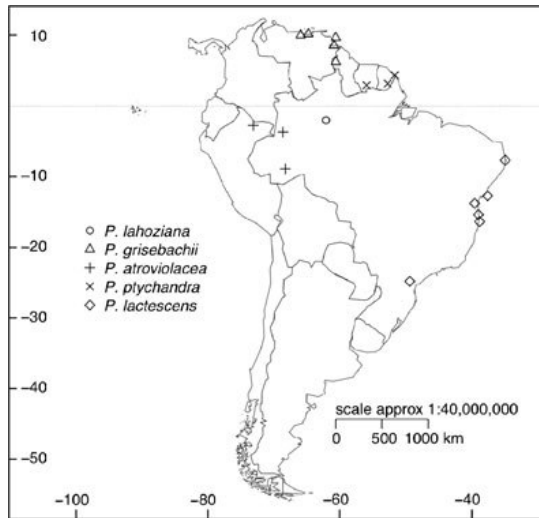 10
0
−10
−20
−30
−40
−50
P. lahoziana
P. grisebachii
P. atroviolacea
P. ptychandra
P. lactescens
scale approx 1:40,000,000
0 500 1000 km
−100 −80 −60 −40